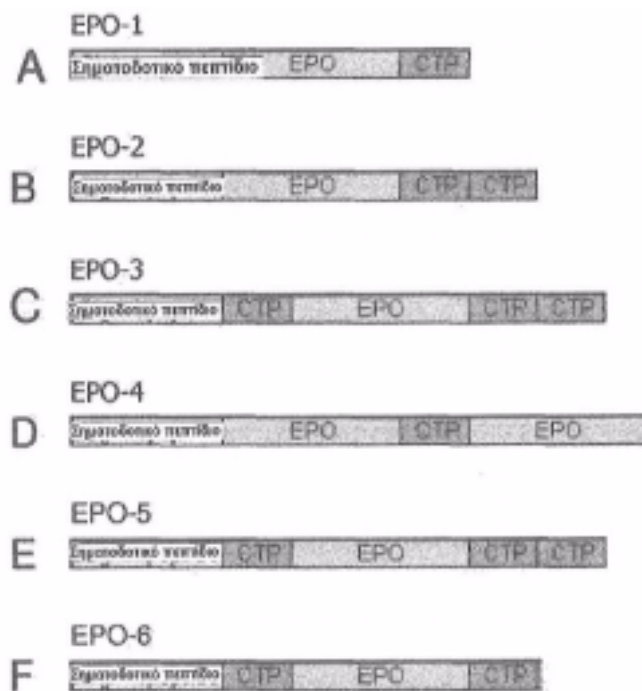 EPO-1
A Σηματοδοτικό πεπτίδιο EPO CTP
EPO-2
B Σηματοδοτικό πεπτίδιο EPO CTP CTP
EPO-3
C Σηματοδοτικό πεπτίδιο CTP EPO CTP CTP
EPO-4
D Σηματοδοτικό πεπτίδιο EPO CTP EPO
EPO-5
E Σηματοδοτικό πεπτίδιο CTP EPO CTP CTP
EPO-6
F Σηματοδοτικό πεπτίδιο CTP EPO CTP